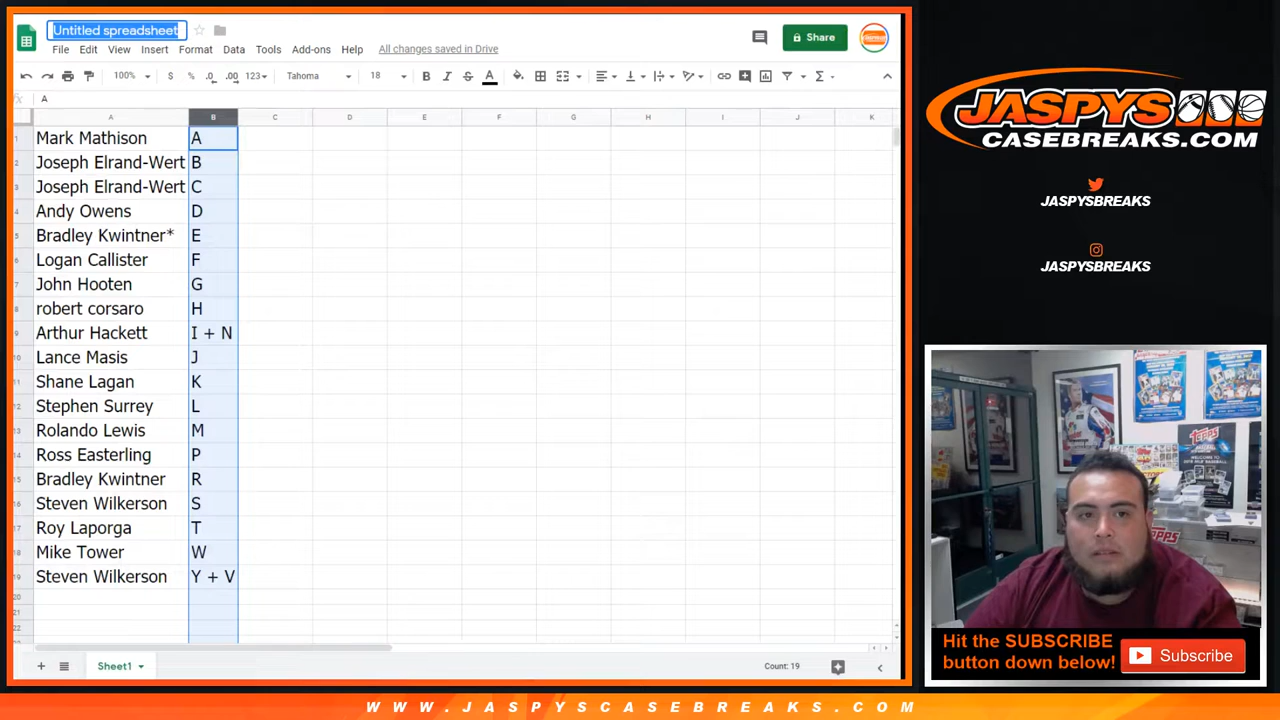 Untitled spreadsheet
File Edit View Insert Format Data Tools Add-ons Help All changes saved in Drive
Share
100% $ % .0 .00 123 Tahoma 18 B I S A
fx A
A B C D E F G H I J K
1 Mark Mathison A
2 Joseph Elrand-Wert B
3 Joseph Elrand-Wert C
4 Andy Owens D
5 Bradley Kwintner* E
6 Logan Callister F
7 John Hooten G
8 robert corsaro H
9 Arthur Hackett I + N
10 Lance Masis J
11 Shane Lagan K
12 Stephen Surrey L
13 Rolando Lewis M
14 Ross Easterling P
15 Bradley Kwintner R
16 Steven Wilkerson S
17 Roy Laporga T
18 Mike Tower W
19 Steven Wilkerson Y + V
20
21
22
Sheet1
Count: 19
JASPYS
CASEBREAKS.COM
JASPYSBREAKS
JASPYSBREAKS
topps
TOPPS
Hit the SUBSCRIBE
button down below!
Subscribe
WWW.JASPYSCASEBREAKS.COM